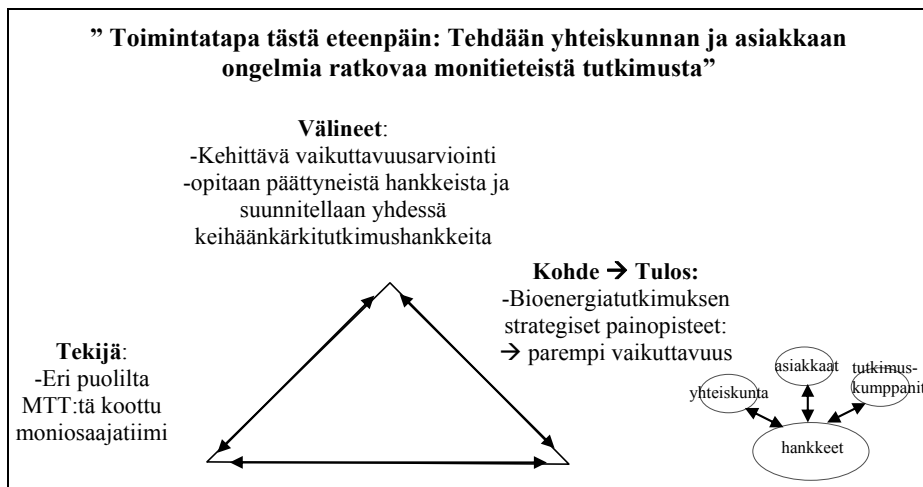 ” Toimintatapa tästä eteenpäin: Tehdään yhteiskunnan ja asiakkaan
ongelmia ratkovaa monitieteistä tutkimusta”
Välineet:
-Kehittävä vaikuttavuusarviointi
-opitaan päättyneistä hankkeista ja
suunnitellaan yhdessä
keihäänkärkitutkimushankkeita
Kohde → Tulos:
-Bioenergiatutkimuksen
strategiset painopisteet:
→ parempi vaikuttavuus
Tekijä:
-Eri puolilta
MTT:tä koottu
moniosaajatiimi
yhteiskunta
asiakkaat
tutkimus-
kumppanit
hankkeet